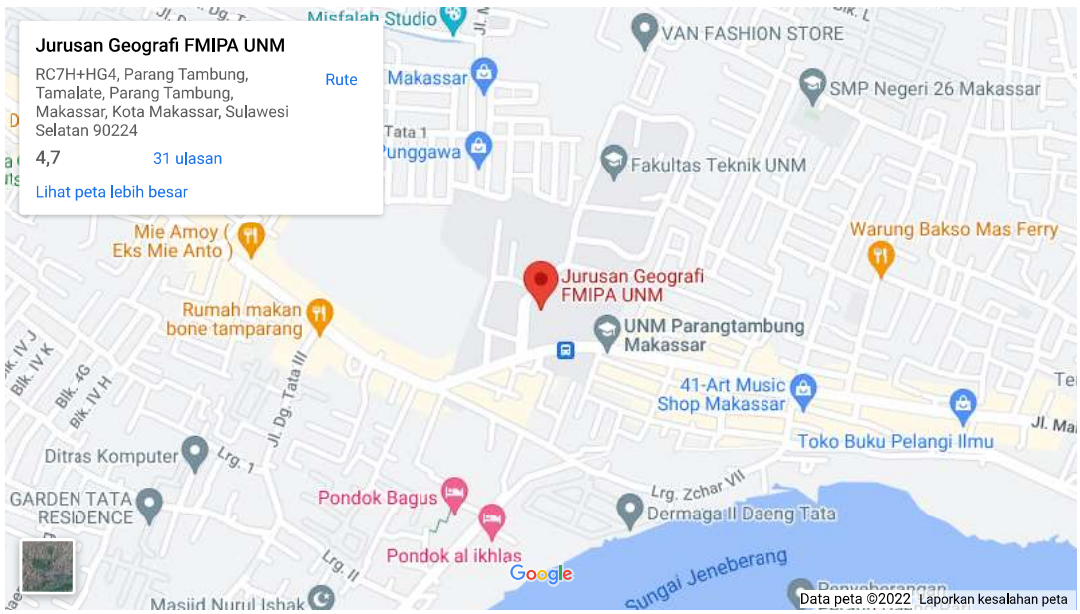 Jurusan Geografi FMIPA UNM
RC7H+HG4, Parang Tambung,
Tamalate, Parang Tambung,
Makassar, Kota Makassar, Sulawesi
Selatan 90224
Rute
4,7
31 ulasan
Lihat peta lebih besar
Misfalah Studio
Jl. M
VAN FASHION STORE
Blk. L
Makassar
SMP Negeri 26 Makassar
Tata 1
Punggawa
Fakultas Teknik UNM
Mie Amoy (
Eks Mie Anto )
Warung Bakso Mas Ferry
Jurusan Geografi
FMIPA UNM
Rumah makan
bone tamparang
UNM Parangtambung
Makassar
Blk. IV J
Blk. IV K
Blk. 4G
Blk. IV H
Jl. Dg. Tata III
41-Art Music
Shop Makassar
Te
Jl. Ma
Toko Buku Pelangi Ilmu
Ditras Komputer
Lrg. 1
GARDEN TATA
RESIDENCE
Pondok Bagus
Lrg. Zchar VII
Dermaga II Daeng Tata
Pondok al ikhlas
Lrg. II
Google
Sungai Jeneberang
Penyeberangan
Masjid Nurul Ishak
Data peta ©2022
Laporkan kesalahan peta